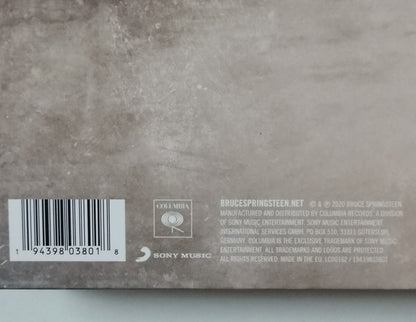 BRUCESPRINGSTEEN.NET © & ℗ 2020 BRUCE SPRINGSTEEN.
MANUFACTURED AND DISTRIBUTED BY COLUMBIA RECORDS, A DIVISION
OF SONY MUSIC ENTERTAINMENT. SONY MUSIC ENTERTAINMENT
INTERNATIONAL SERVICES GMBH, PO BOX 510, 33311 GÜTERSLOH,
GERMANY. COLUMBIA IS THE EXCLUSIVE TRADEMARK OF SONY MUSIC
ENTERTAINMENT. ALL TRADEMARKS AND LOGOS ARE PROTECTED.
ALL RIGHTS RESERVED. MADE IN THE EU. LC00162 / 19439803801
COLUMBIA
SONY MUSIC
1 94398 03801 8